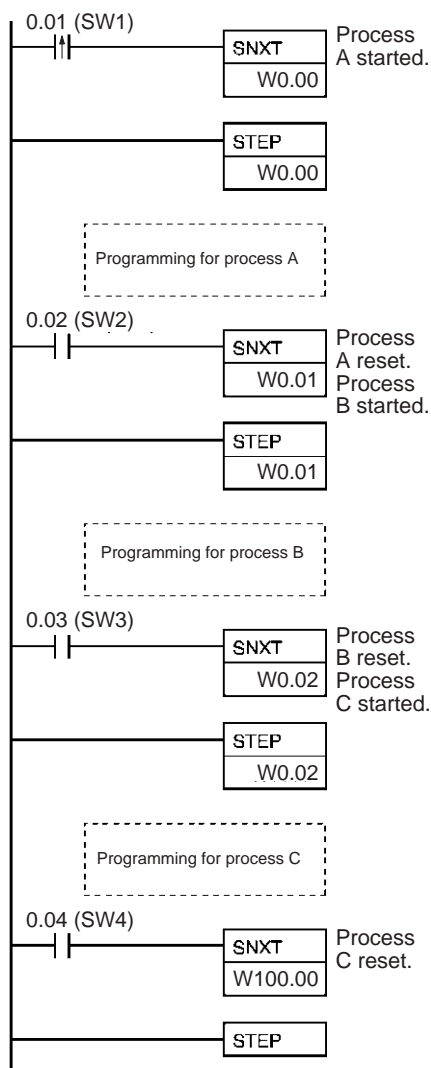 0.01 (SW1)
SNXT
W0.00
Process
A started.
STEP
W0.00
Programming for process A
0.02 (SW2)
SNXT
W0.01
Process
A reset.
Process
B started.
STEP
W0.01
Programming for process B
0.03 (SW3)
SNXT
W0.02
Process
B reset.
Process
C started.
STEP
W0.02
Programming for process C
0.04 (SW4)
SNXT
W100.00
Process
C reset.
STEP